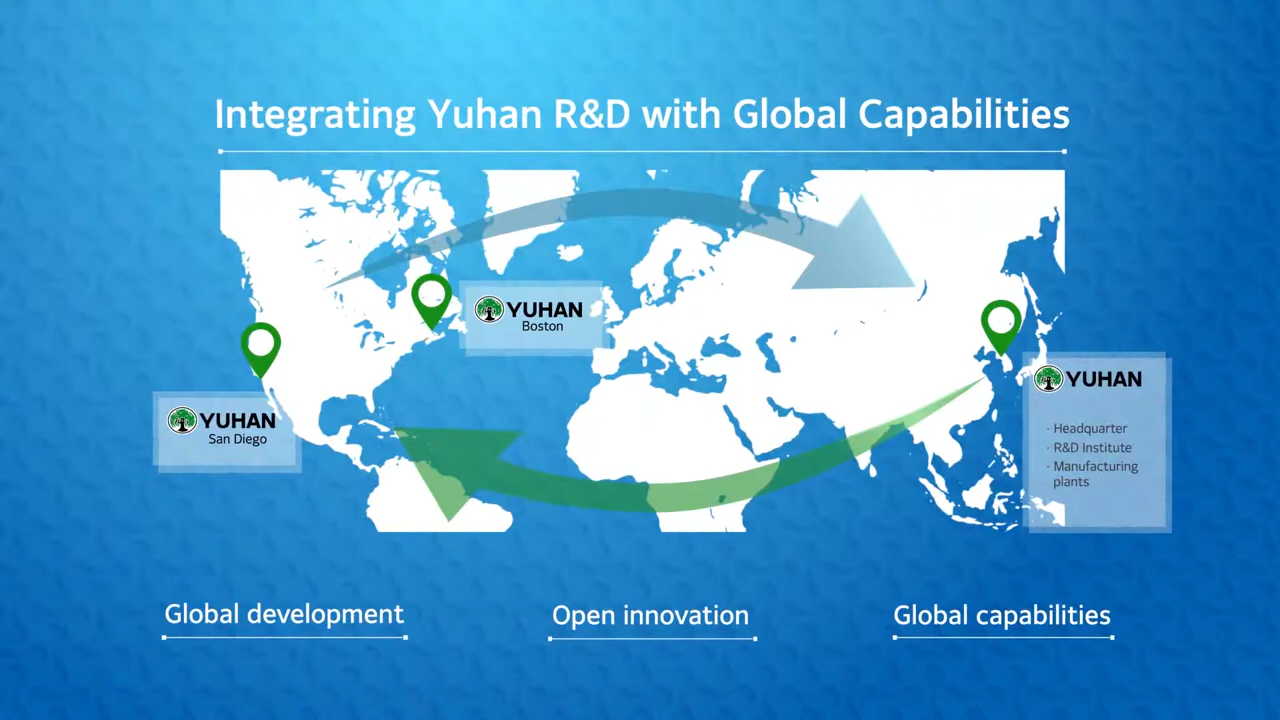 Integrating Yuhan R&D with Global Capabilities
YUHAN
Boston
YUHAN
San Diego
YUHAN
· Headquarter
· R&D Institute
· Manufacturing
plants
Global development
Open innovation
Global capabilities